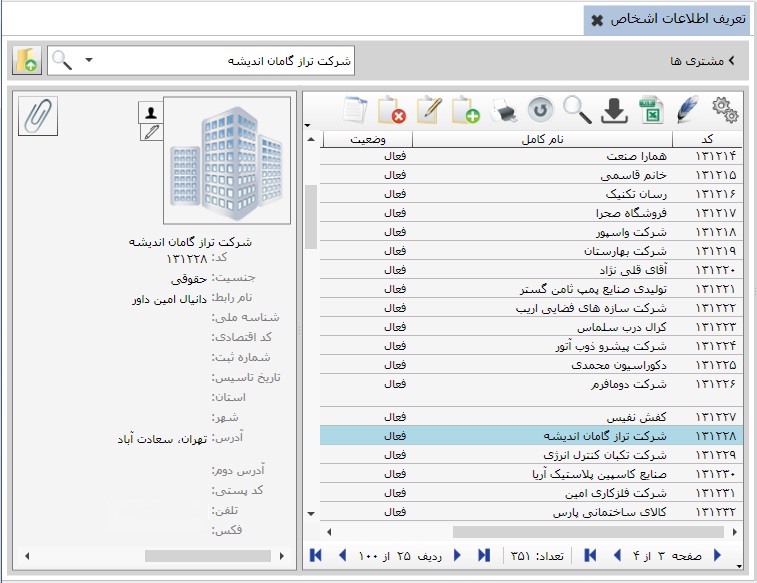 تعریف اطلاعات اشخاص
مشتری ها
شرکت تراز گامان اندیشه
کد نام کامل وضعیت
۱۳۱۲۱۴ همارا صنعت فعال
۱۳۱۲۱۵ خانم قاسمی فعال
۱۳۱۲۱۶ رسان تکنیک فعال
۱۳۱۲۱۷ فروشگاه صحرا فعال
۱۳۱۲۱۸ شرکت واسپور فعال
۱۳۱۲۱۹ شرکت بهارستان فعال
۱۳۱۲۲۰ آقای قلی نژاد فعال
۱۳۱۲۲۱ تولیدی صنایع پمپ ثامن گستر فعال
۱۳۱۲۲۲ شرکت سازه های فضایی اریب فعال
۱۳۱۲۲۳ کرال درب سلماس فعال
۱۳۱۲۲۴ شرکت پیشرو ذوب آتور فعال
۱۳۱۲۲۵ دکوراسیون محمدی فعال
۱۳۱۲۲۶ شرکت دومافرم فعال
۱۳۱۲۲۷ کفش نفیس فعال
۱۳۱۲۲۸ شرکت تراز گامان اندیشه فعال
۱۳۱۲۲۹ شرکت تکبان کنترل انرژی فعال
۱۳۱۲۳۰ صنایع کاسپین پلاستیک آریا فعال
۱۳۱۲۳۱ شرکت فلزکاری امین فعال
۱۳۱۲۳۲ کالای ساختمانی پارس فعال
صفحه ۳ از ۴ تعداد: ۳۵۱ ردیف ۲۵ از ۱۰۰
شرکت تراز گامان اندیشه
کد: ۱۳۱۲۲۸
جنسیت: حقوقی
نام رابط: دانیال امین داور
شناسه ملی:
کد اقتصادی:
شماره ثبت:
تاریخ تاسیس:
استان:
شهر:
آدرس: تهران، سعادت آباد
آدرس دوم:
کد پستی:
تلفن:
فکس: